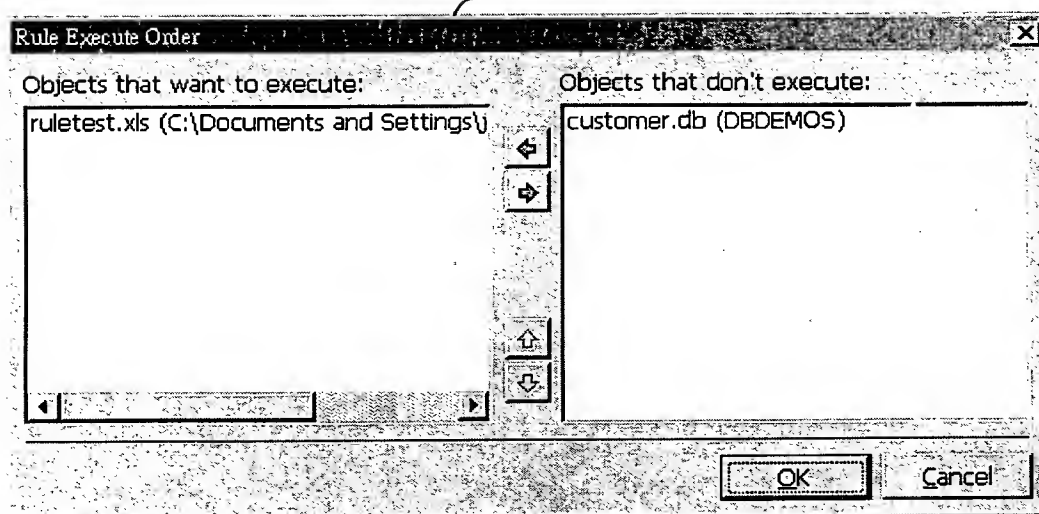 Rule Execute Order
Objects that want to execute:
ruletest.xls (C:\Documents and Settings\j
Objects that don't execute:
customer.db (DBDEMOS)
OK
Cancel